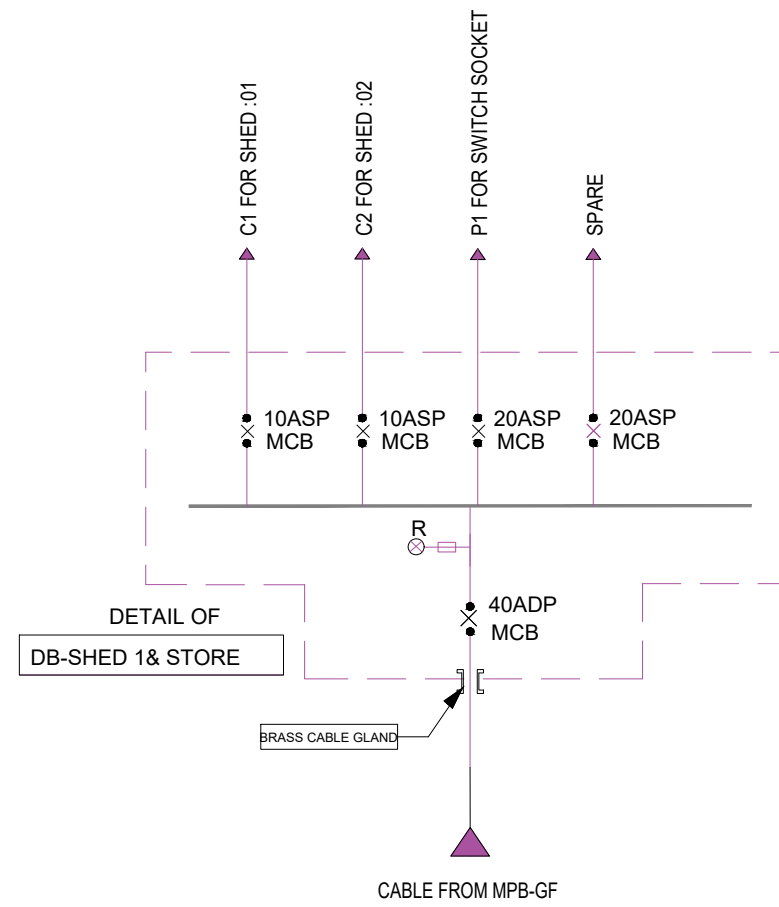 C1 FOR SHED :01
C2 FOR SHED :02
P1 FOR SWITCH SOCKET
SPARE
10ASP
MCB
10ASP
MCB
20ASP
MCB
20ASP
MCB
R
40ADP
MCB
DETAIL OF
DB-SHED 1& STORE
BRASS CABLE GLAND
CABLE FROM MPB-GF